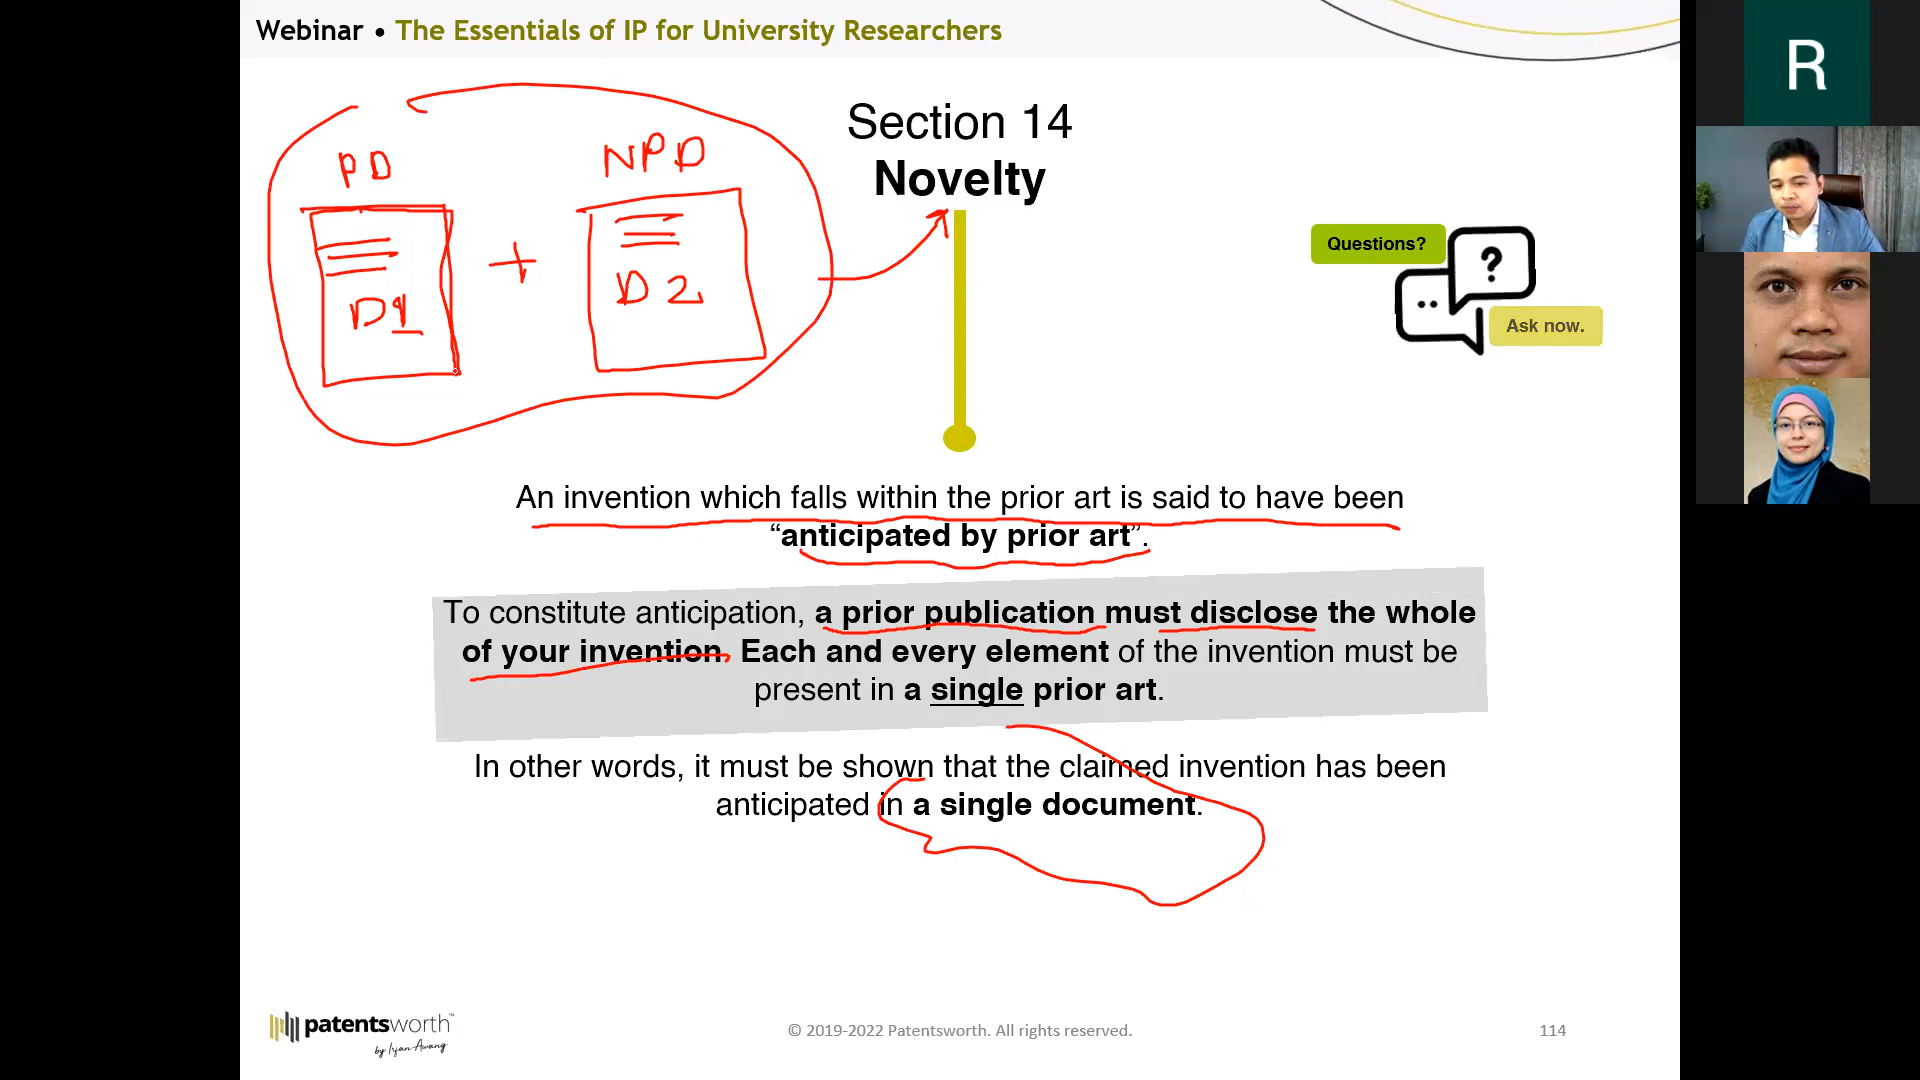 Webinar • The Essentials of IP for University Researchers
R
Section 14
Novelty
PD
NPD
+
D1
D2
Questions?
?
Ask now.
An invention which falls within the prior art is said to have been
“anticipated by prior art”.
To constitute anticipation, a prior publication must disclose the whole
of your invention. Each and every element of the invention must be
present in a single prior art.
In other words, it must be shown that the claimed invention has been
anticipated in a single document.
patentsworth™
by Irfan Awang
© 2019-2022 Patentsworth. All rights reserved.
114